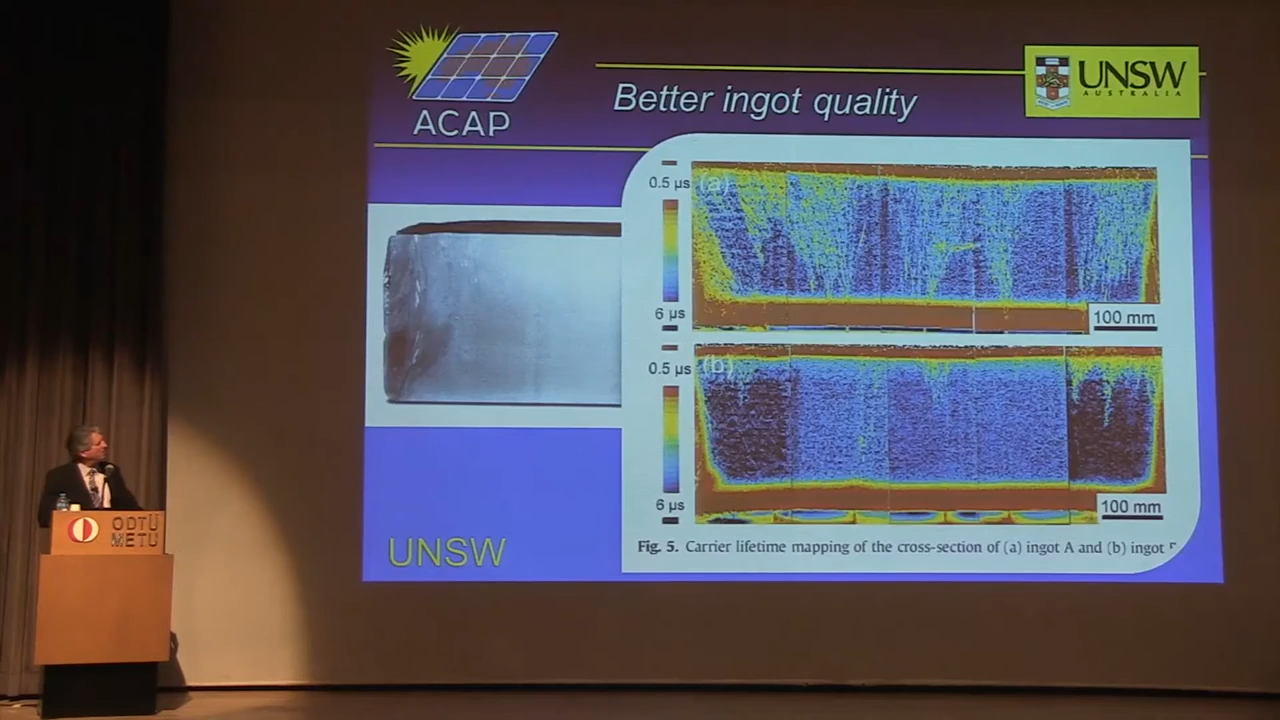 ACAP
Better ingot quality
UNSW
AUSTRALIA
0.5 µs
(a)
6 µs
100 mm
0.5 µs
(b)
6 µs
100 mm
Fig. 5. Carrier lifetime mapping of the cross-section of (a) ingot A and (b) ingot
UNSW
ODTÜ
METU